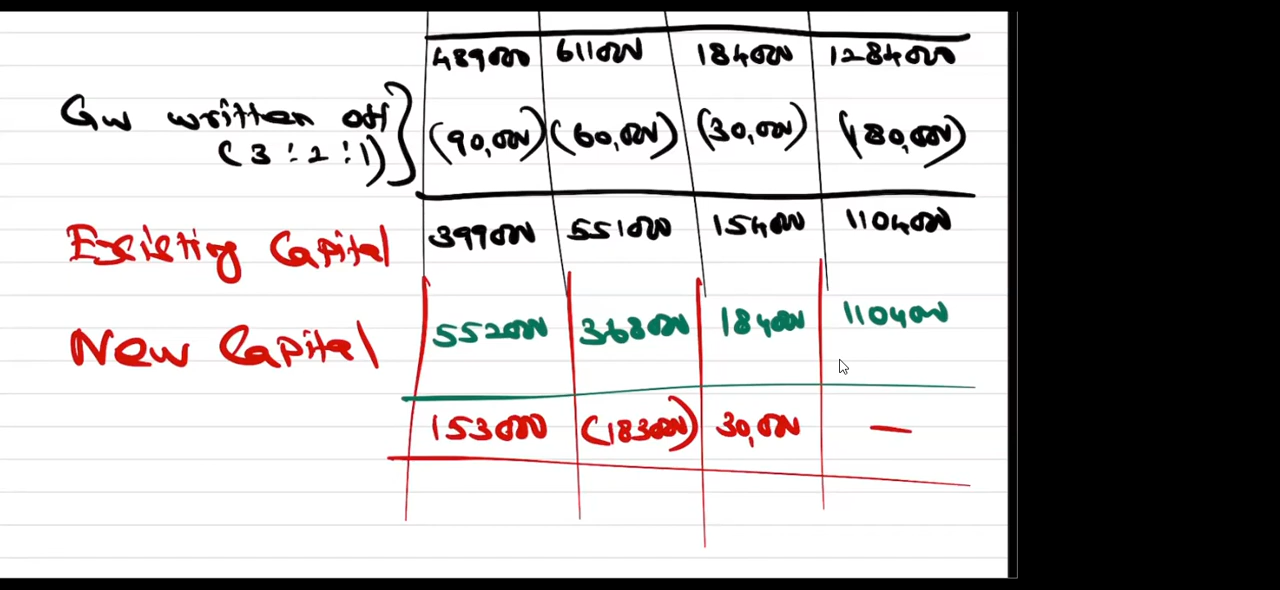 489000 611000 184000 1284000
GW written off (90,000) (60,000) (30,000) (180,000)
(3:2:1)
Existing Capital 399000 551000 154000 1104000
New Capital 552000 368000 184000 1104000
153000 (183000) 30,000 —